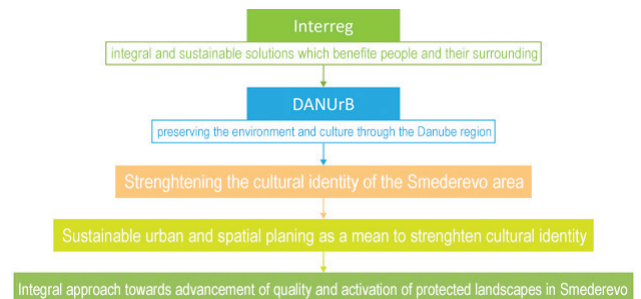 Interreg
integral and sustainable solutions which benefite people and their surrounding
DANUrB
preserving the environment and culture through the Danube region
Strenghtening the cultural identity of the Smederevo area
Sustainable urban and spatial planing as a mean to strenghten cultural identity
Integral approach towards advancement of quality and activation of protected landscapes in Smederevo